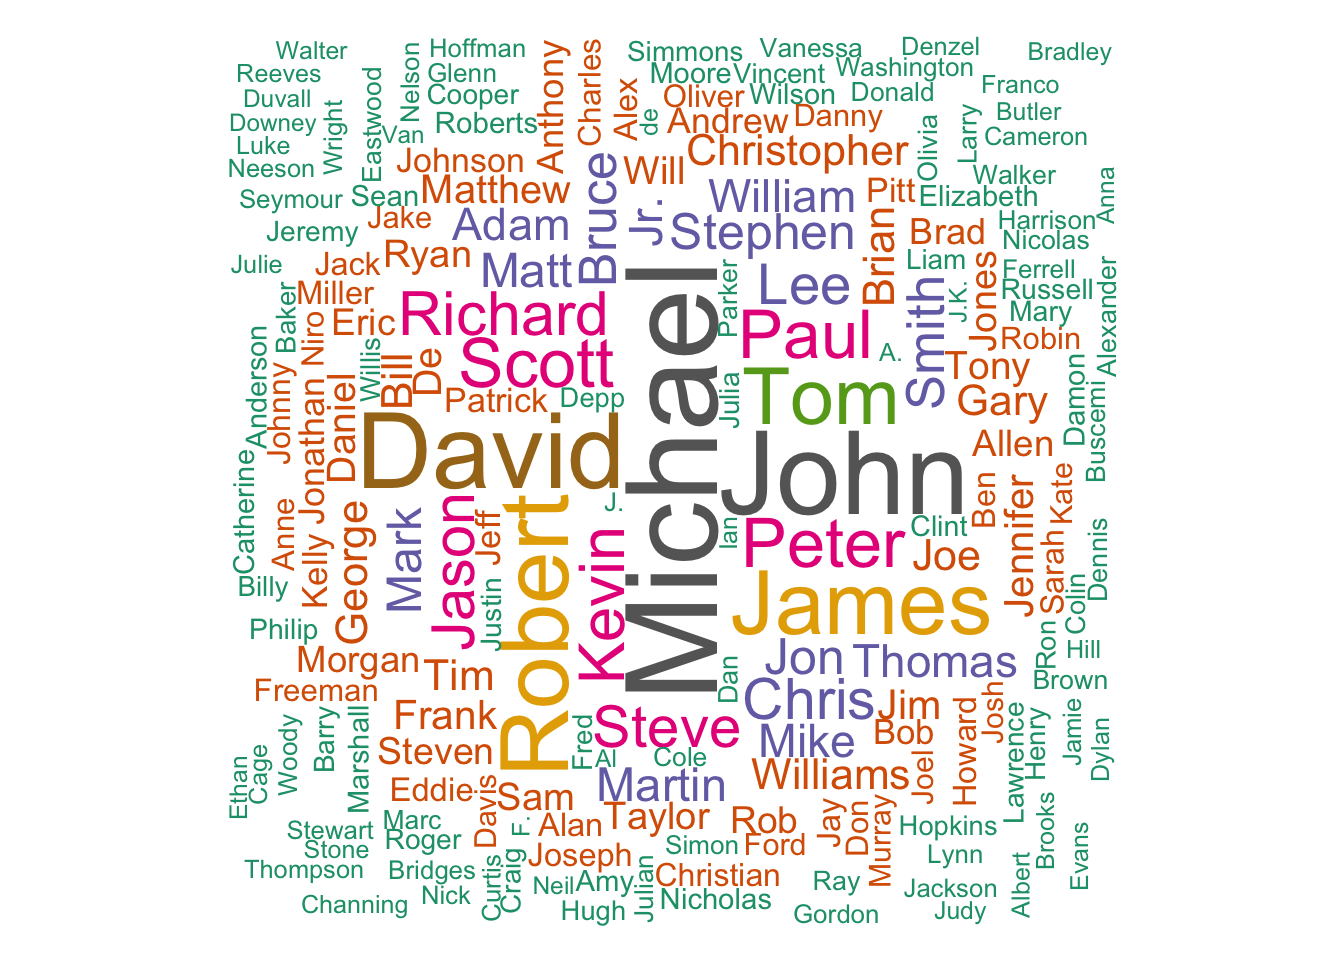 Walter
Hoffman
Simmons
Vanessa
Denzel
Bradley
Reeves
Glenn
Nelson
Anthony
Charles
Moore
Vincent
Washington
Franco
Duvall
Eastwood
Cooper
Alex
Oliver
Wilson
Donald
Butler
Downey
Wright
Van
Roberts
de
Andrew
Danny
Olivia
Larry
Cameron
Luke
Neeson
Johnson
Will
Christopher
Walker
Seymour
Sean
Matthew
Bruce
Jr.
William
Pitt
Elizabeth
Anna
Jeremy
Jake
Adam
Stephen
Brian
Brad
Harrison
Nicolas
Julie
Jack
Ryan
Matt
Michael
Parker
Lee
Liam
Jones
Ferrell
Miller
Smith
J.K.
Russell
Alexander
Baker
Niro
Eric
Richard
Paul
Mary
Anderson
Willis
Bill
De
Scott
A.
Tony
Robin
Johnny
Jonathan
Daniel
Patrick
Depp
Julia
Tom
Gary
Damon
Buscemi
David
John
Allen
Catherine
Anne
Kelly
George
Mark
Jason
Jeff
Robert
J.
Kevin
Ian
Peter
Clint
Ben
Jennifer
Kate
Joe
Sarah
Dennis
Billy
Justin
James
Colin
Philip
Morgan
Tim
Dan
Jon
Thomas
Ron
Hill
Freeman
Chris
Jim
Brown
Frank
Steve
Mike
Bob
Howard
Josh
Woody
Barry
Marshall
Steven
Fred
Al
Cole
Lawrence
Henry
Jamie
Dylan
Ethan
Cage
Eddie
Davis
Sam
Martin
Williams
Joel
Stewart
Marc
F.
Alan
Taylor
Rob
Jay
Don
Murray
Hopkins
Stone
Roger
Joseph
Simon
Ford
Lynn
Brooks
Evans
Thompson
Bridges
Curtis
Craig
Neil
Amy
Julian
Christian
Ray
Jackson
Albert
Channing
Nick
Hugh
Nicholas
Gordon
Judy